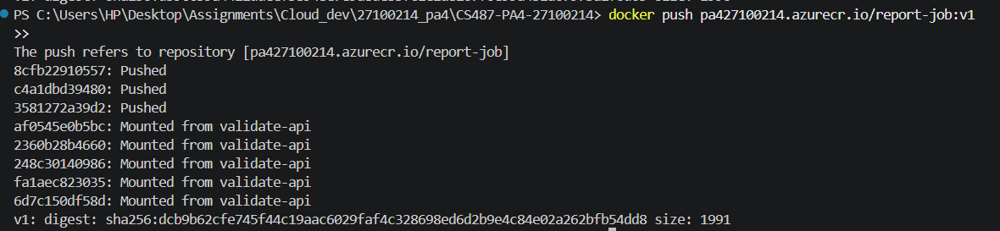 PS C:\Users\HP\Desktop\Assignments\Cloud_dev\27100214_pa4\CS487-PA4-27100214> docker push pa427100214.azurecr.io/report-job:v1
>>
The push refers to repository [pa427100214.azurecr.io/report-job]
8cfb22910557: Pushed
c4a1dbd39480: Pushed
3581272a39d2: Pushed
af0545e0b5bc: Mounted from validate-api
2360b28b4660: Mounted from validate-api
248c30140986: Mounted from validate-api
fa1aec823035: Mounted from validate-api
6d7c150df58d: Mounted from validate-api
v1: digest: sha256:dcb9b62cfe745f44c19aac6029faf4c328698ed6d2b9e4c84e02a262bfb54dd8 size: 1991